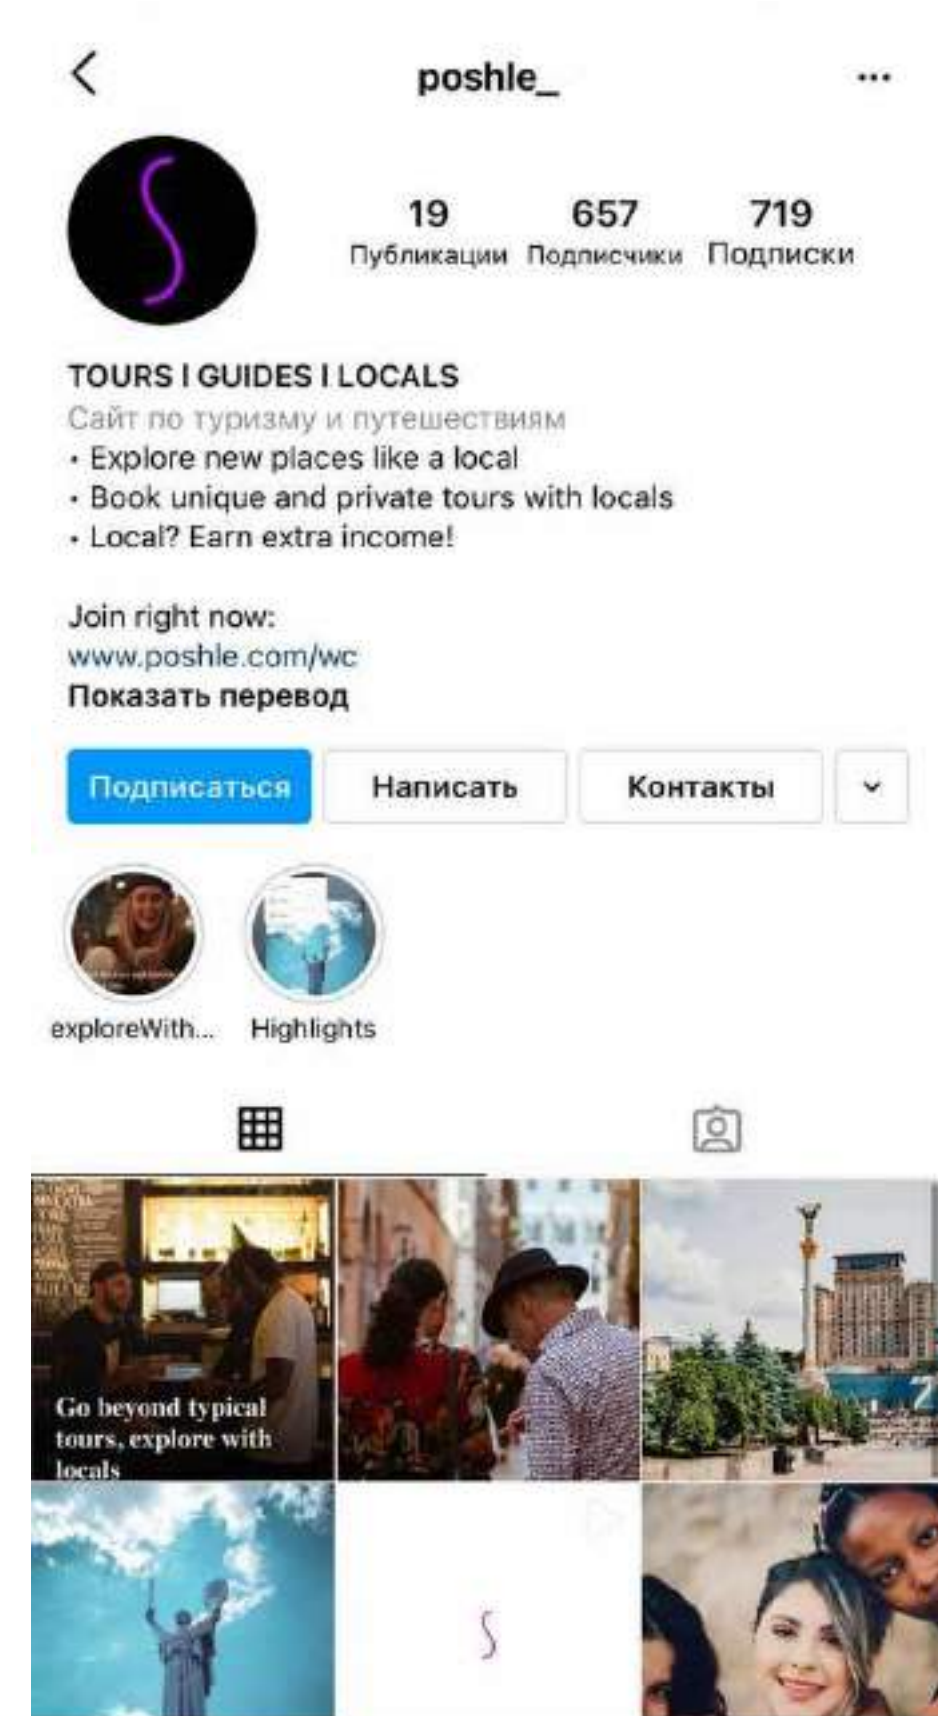 poshle_
19 657 719
Публикации Подписчики Подписки
TOURS I GUIDES I LOCALS
Сайт по туризму и путешествиям
• Explore new places like a local
• Book unique and private tours with locals
• Local? Earn extra income!
Join right now:
www.poshle.com/wc
Показать перевод
Подписаться Написать Контакты
exploreWith... Highlights
Go beyond typical
tours, explore with
locals